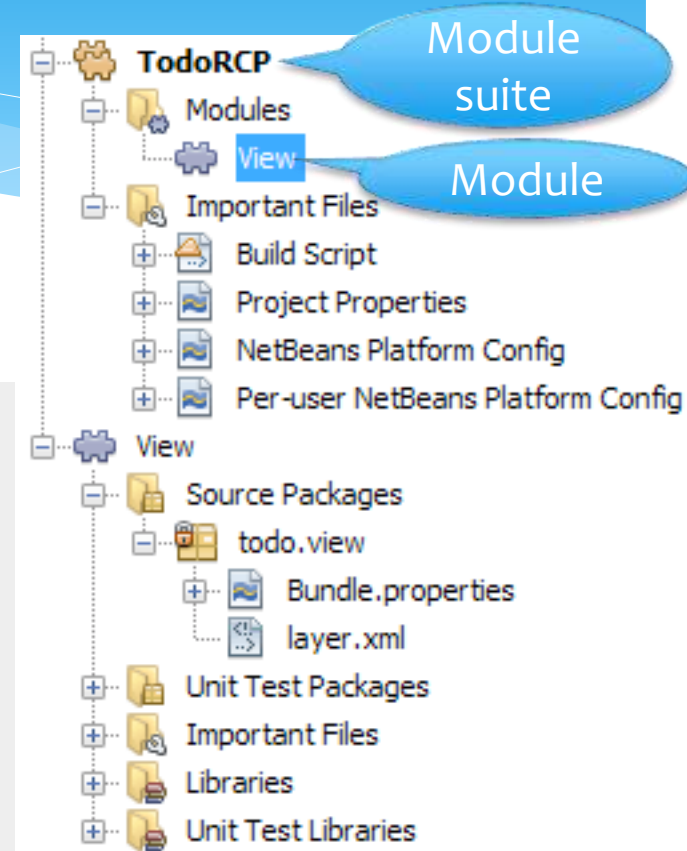 TodoRCP
Module
suite
Modules
View
Module
Important Files
Build Script
Project Properties
NetBeans Platform Config
Per-user NetBeans Platform Config
View
Source Packages
todo.view
Bundle.properties
layer.xml
Unit Test Packages
Important Files
Libraries
Unit Test Libraries